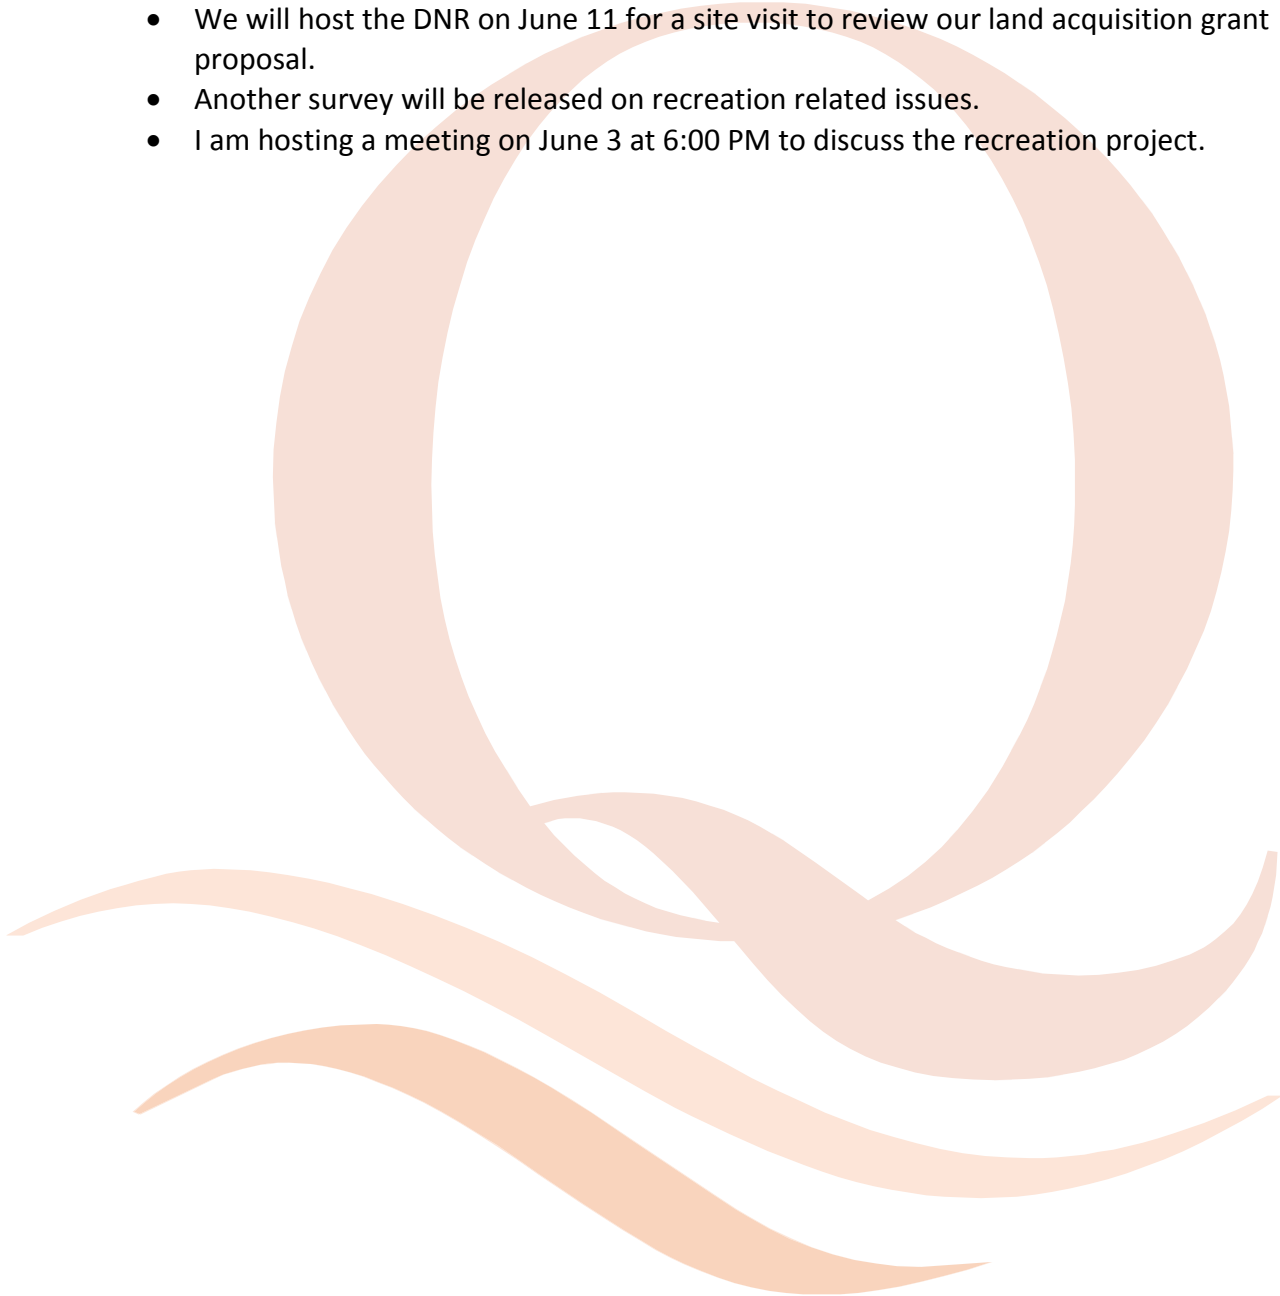 • We will host the DNR on June 11 for a site visit to review our land acquisition grant
proposal.
• Another survey will be released on recreation related issues.
• I am hosting a meeting on June 3 at 6:00 PM to discuss the recreation project.
Q